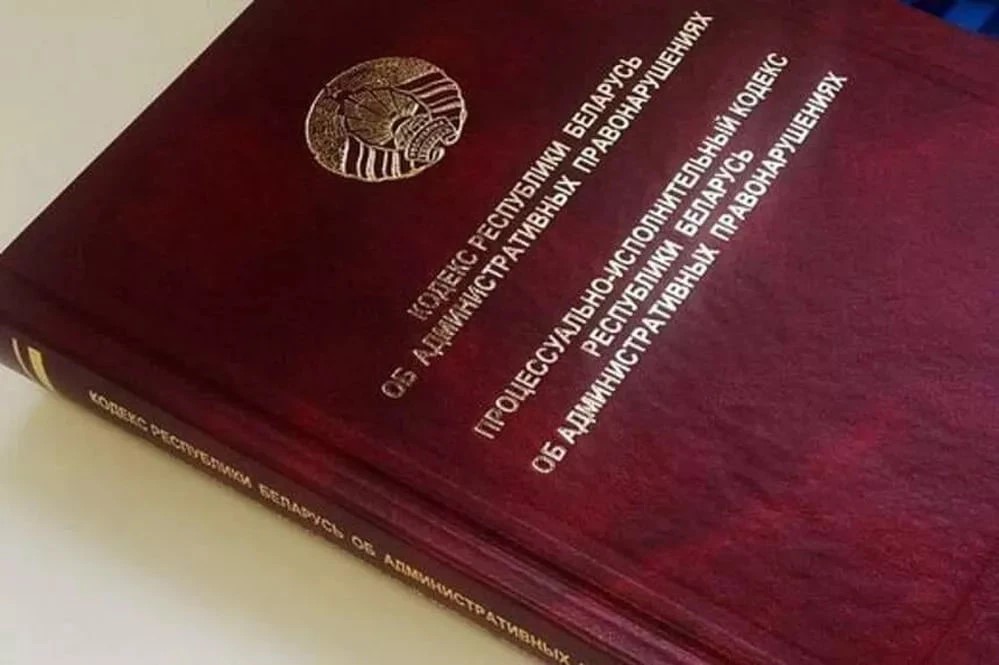 КОДЕКС РЕСПУБЛИКИ БЕЛАРУСЬ
ОБ АДМИНИСТРАТИВНЫХ ПРАВОНАРУШЕНИЯХ
ПРОЦЕССУАЛЬНО-ИСПОЛНИТЕЛЬНЫЙ КОДЕКС
РЕСПУБЛИКИ БЕЛАРУСЬ
ОБ АДМИНИСТРАТИВНЫХ ПРАВОНАРУШЕНИЯХ
КОДЕКС РЕСПУБЛИКИ БЕЛАРУСЬ ОБ АДМИНИСТРАТИВНЫХ